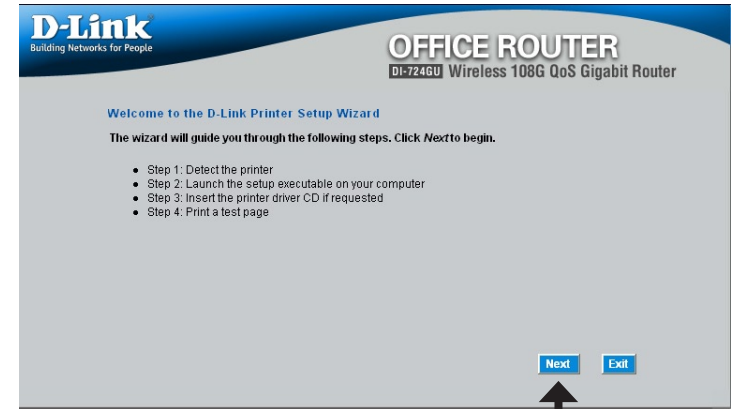 D-Link
Building Networks for People
OFFICE ROUTER
DI-724GU Wireless 108G QoS Gigabit Router
Welcome to the D-Link Printer Setup Wizard
The wizard will guide you through the following steps. Click Next to begin.
• Step 1: Detect the printer
• Step 2: Launch the setup executable on your computer
• Step 3: Insert the printer driver CD if requested
• Step 4: Print a test page
Next Exit